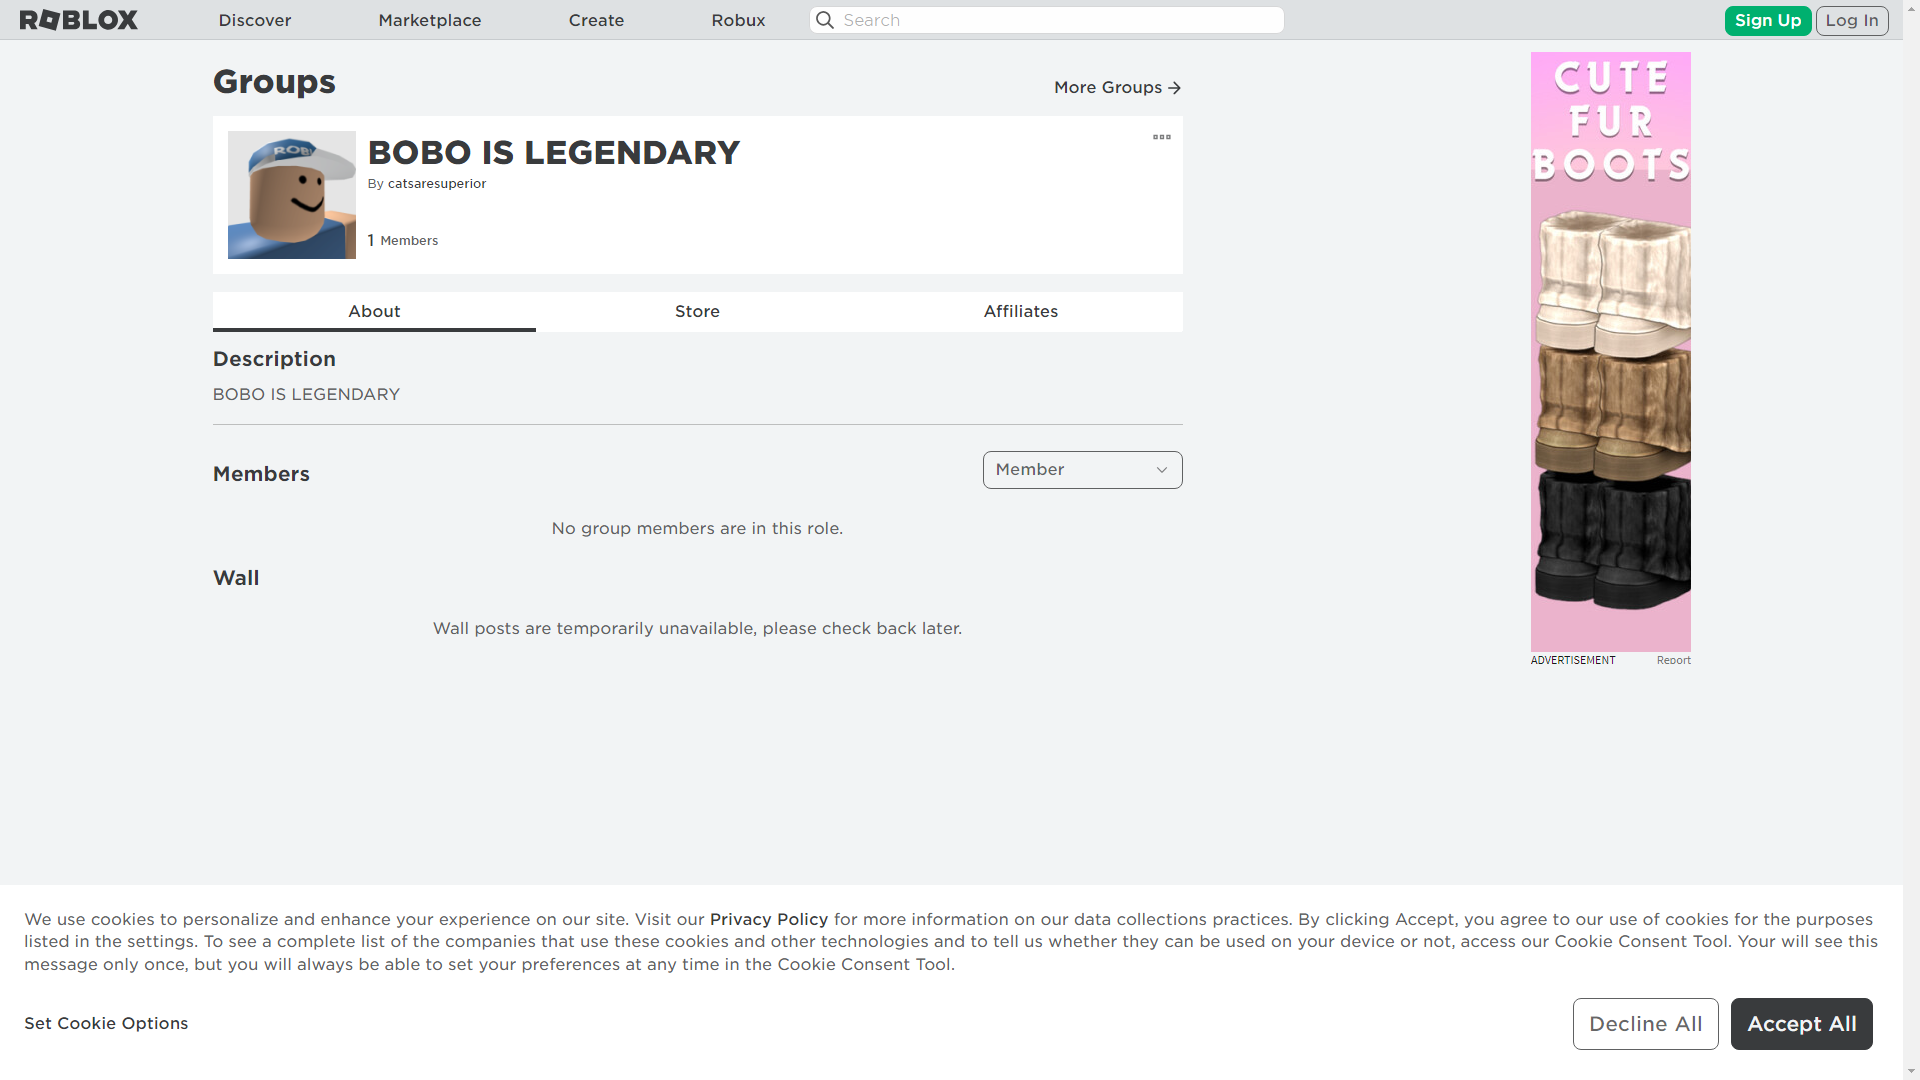 ROBLOX
Discover
Marketplace
Create
Robux
Search
Sign Up
Log In
Groups
More Groups
ROBL
BOBO IS LEGENDARY
By catsaresuperior
1 Members
About
Store
Affiliates
Description
BOBO IS LEGENDARY
Members
Member
No group members are in this role.
Wall
Wall posts are temporarily unavailable, please check back later.
CUTE
FUR
BOOTS
ADVERTISEMENT
Report
We use cookies to personalize and enhance your experience on our site. Visit our Privacy Policy for more information on our data collections practices. By clicking Accept, you agree to our use of cookies for the purposes
listed in the settings. To see a complete list of the companies that use these cookies and other technologies and to tell us whether they can be used on your device or not, access our Cookie Consent Tool. Your will see this
message only once, but you will always be able to set your preferences at any time in the Cookie Consent Tool.
Set Cookie Options
Decline All
Accept All